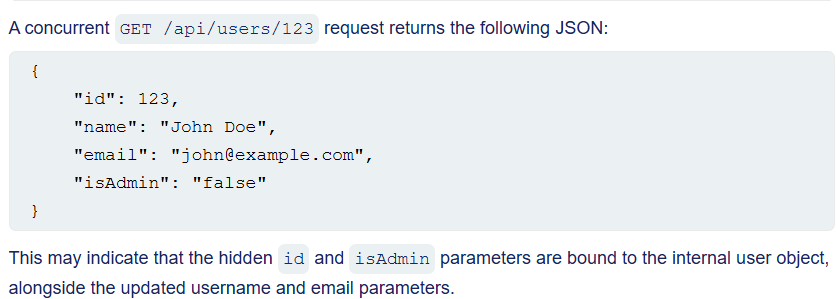 A concurrent GET /api/users/123 request returns the following JSON:
{
"id": 123,
"name": "John Doe",
"email": "john@example.com",
"isAdmin": "false"
}
This may indicate that the hidden id and isAdmin parameters are bound to the internal user object,
alongside the updated username and email parameters.